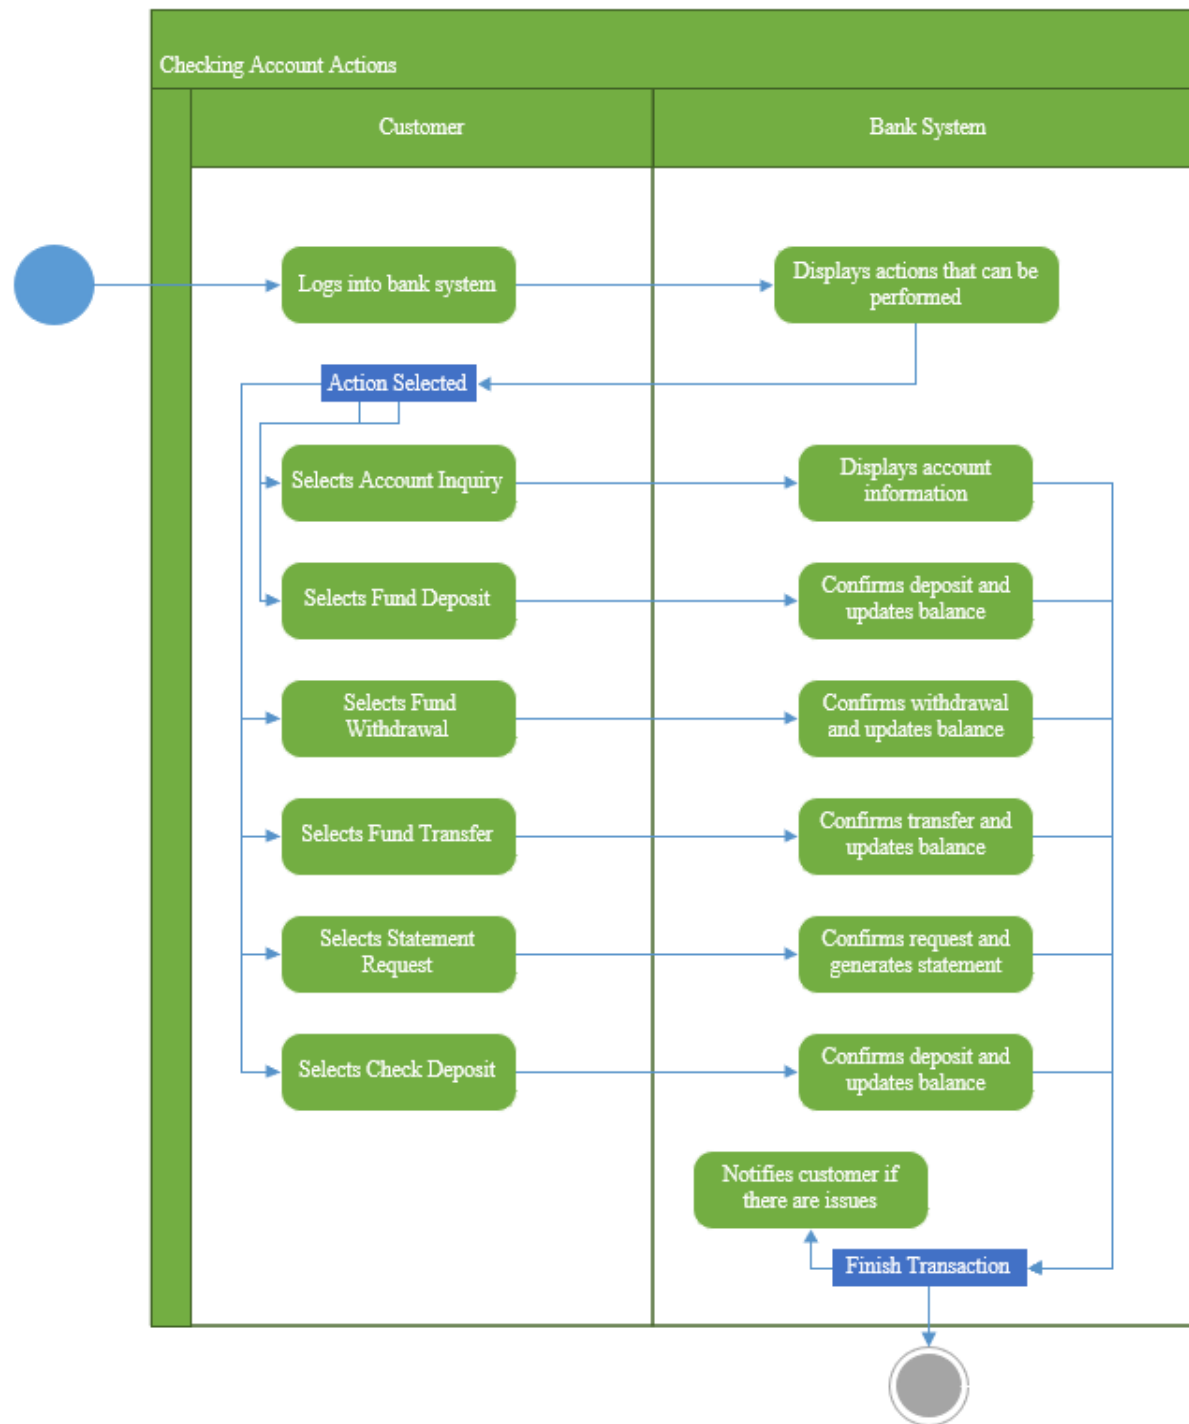 Checking Account Actions
Customer
Bank System
Logs into bank system
Displays actions that can be
performed
Action Selected
Selects Account Inquiry
Displays account
information
Selects Fund Deposit
Confirms deposit and
updates balance
Selects Fund
Withdrawal
Confirms withdrawal
and updates balance
Selects Fund Transfer
Confirms transfer and
updates balance
Selects Statement
Request
Confirms request and
generates statement
Selects Check Deposit
Confirms deposit and
updates balance
Notifies customer if
there are issues
Finish Transaction